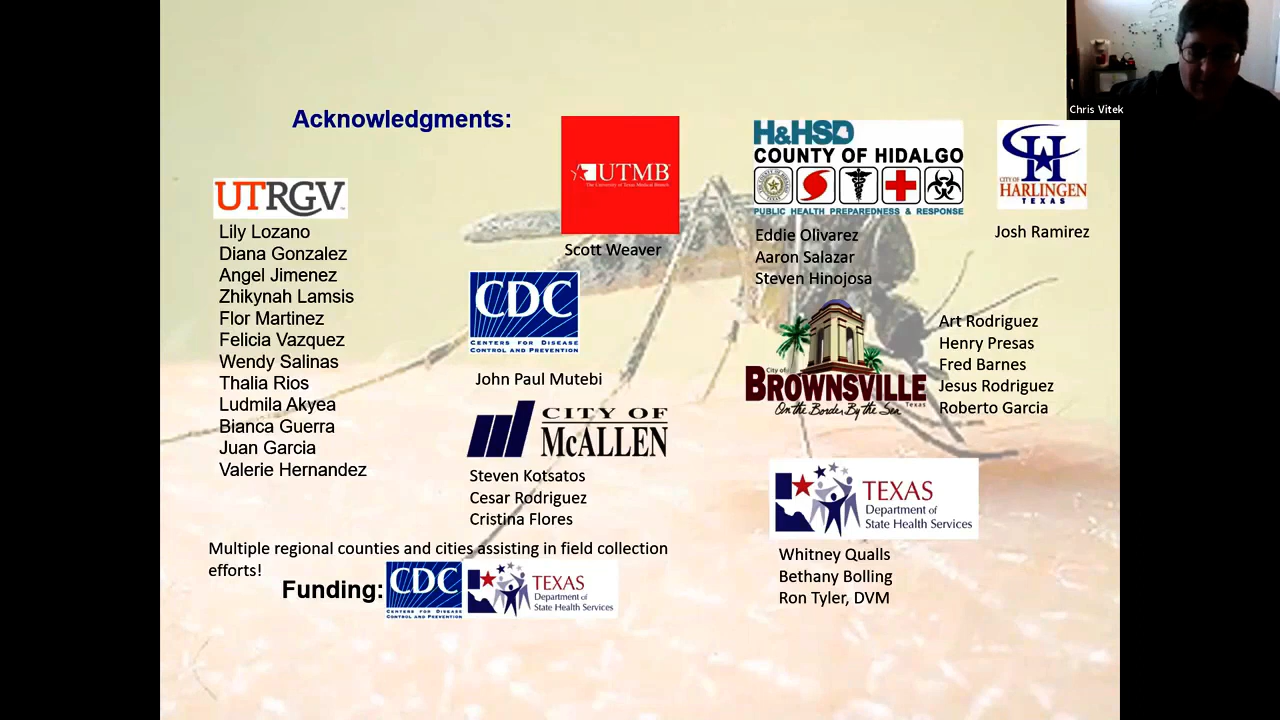 Chris Vitek
Acknowledgments:
UTRGV
Lily Lozano
Diana Gonzalez
Angel Jimenez
Zhikynah Lamsis
Flor Martinez
Felicia Vazquez
Wendy Salinas
Thalia Rios
Ludmila Akyea
Bianca Guerra
Juan Garcia
Valerie Hernandez
UTMB
The University of Texas Medical Branch
Scott Weaver
CDC
CENTERS FOR DISEASE
CONTROL AND PREVENTION
John Paul Mutebi
CITY OF
MCALLEN
Steven Kotsatos
Cesar Rodriguez
Cristina Flores
H&HSD
COUNTY OF HIDALGO
PUBLIC HEALTH PREPAREDNESS & RESPONSE
Eddie Olivarez
Aaron Salazar
Steven Hinojosa
H
CITY OF
HARLINGEN
TEXAS
Josh Ramirez
City of
BROWNSVILLE
Texas
On the Border By the Sea
Art Rodriguez
Henry Presas
Fred Barnes
Jesus Rodriguez
Roberto Garcia
TEXAS
Department of
State Health Services
Whitney Qualls
Bethany Bolling
Ron Tyler, DVM
Multiple regional counties and cities assisting in field collection
efforts!
Funding:
CDC
CENTERS FOR DISEASE
CONTROL AND PREVENTION
TEXAS
Department of
State Health Services